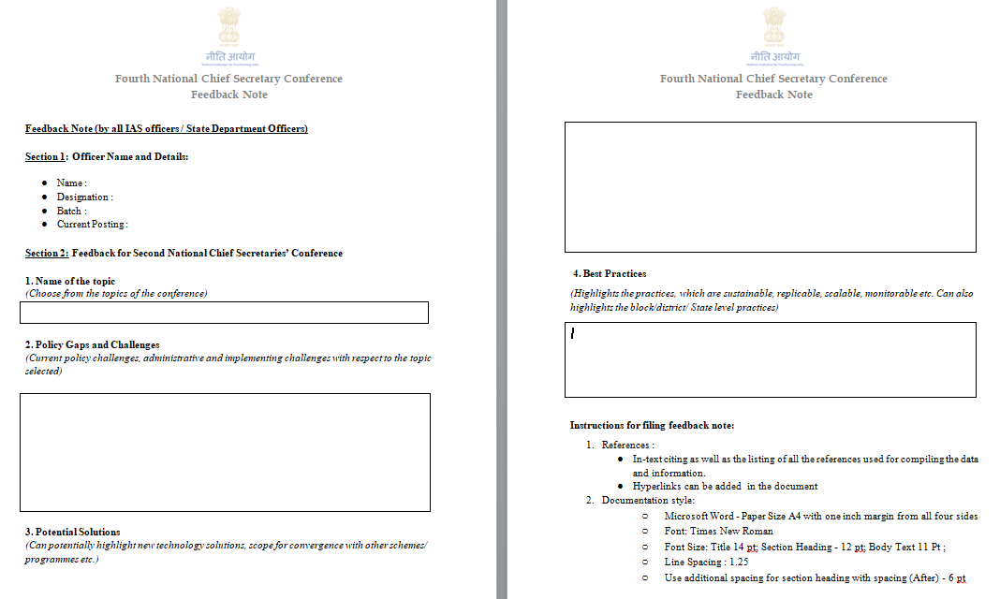 नीति आयोग
Fourth National Chief Secretary Conference
Feedback Note
Feedback Note (by all IAS officers / State Department Officers)
Section 1: Officer Name and Details:
● Name :
● Designation :
● Batch :
● Current Posting :
Section 2: Feedback for Second National Chief Secretaries' Conference
1. Name of the topic
(Choose from the topics of the conference)
2. Policy Gaps and Challenges
(Current policy challenges, administrative and implementing challenges with respect to the topic
selected)
3. Potential Solutions
(Can potentially highlight new technology solutions, scope for convergence with other schemes/
programmes etc.)
नीति आयोग
Fourth National Chief Secretary Conference
Feedback Note
4. Best Practices
(Highlights the practices, which are sustainable, replicable, scalable, monitorable etc. Can also
highlights the block/district/ State level practices)
Instructions for filing feedback note:
1. References :
● In-text citing as well as the listing of all the references used for compiling the data
and information.
● Hyperlinks can be added in the document
2. Documentation style:
○ Microsoft Word - Paper Size A4 with one inch margin from all four sides
○ Font: Times New Roman
○ Font Size: Title 14 pt; Section Heading - 12 pt; Body Text 11 Pt ;
○ Line Spacing : 1.25
○ Use additional spacing for section heading with spacing (After) - 6 pt